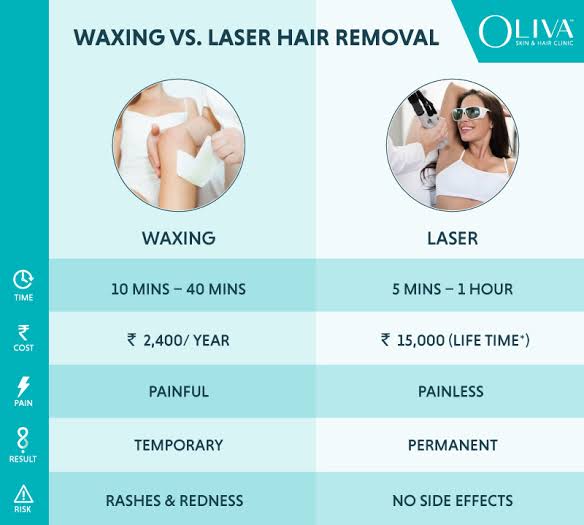 WAXING VS. LASER HAIR REMOVAL
OLIVA™
SKIN & HAIR CLINIC
WAXING
LASER
TIME
10 MINS – 40 MINS
5 MINS – 1 HOUR
COST
₹ 2,400/ YEAR
₹ 15,000 (LIFE TIME*)
PAIN
PAINFUL
PAINLESS
RESULT
TEMPORARY
PERMANENT
RISK
RASHES & REDNESS
NO SIDE EFFECTS